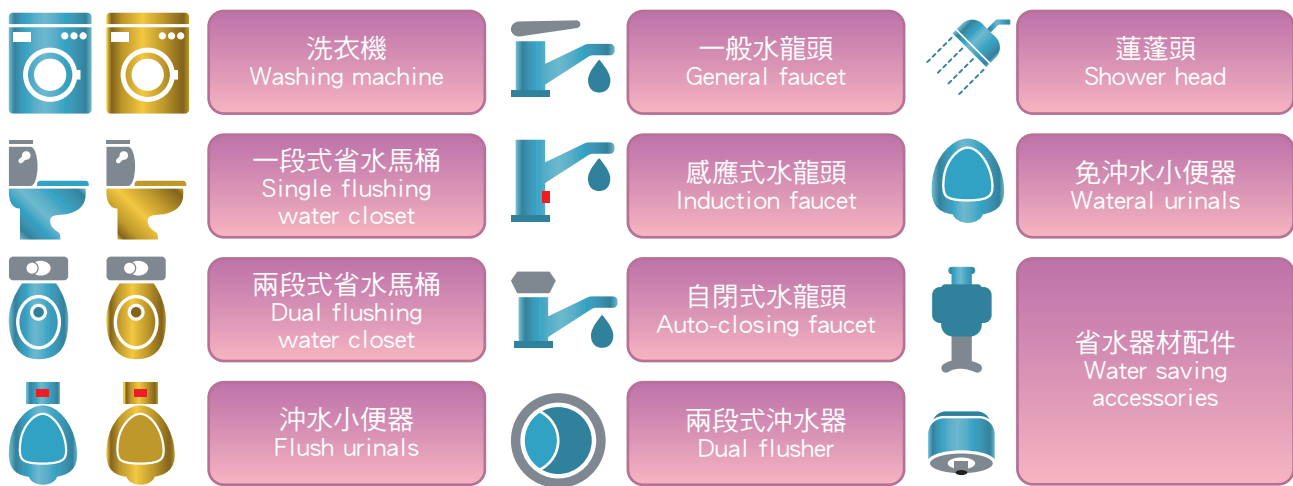 洗衣機
Washing machine
一般水龍頭
General faucet
蓮蓬頭
Shower head
一段式省水馬桶
Single flushing
water closet
感應式水龍頭
Induction faucet
免沖水小便器
Wateral urinals
兩段式省水馬桶
Dual flushing
water closet
自閉式水龍頭
Auto-closing faucet
省水器材配件
Water saving
accessories
沖水小便器
Flush urinals
兩段式沖水器
Dual flusher